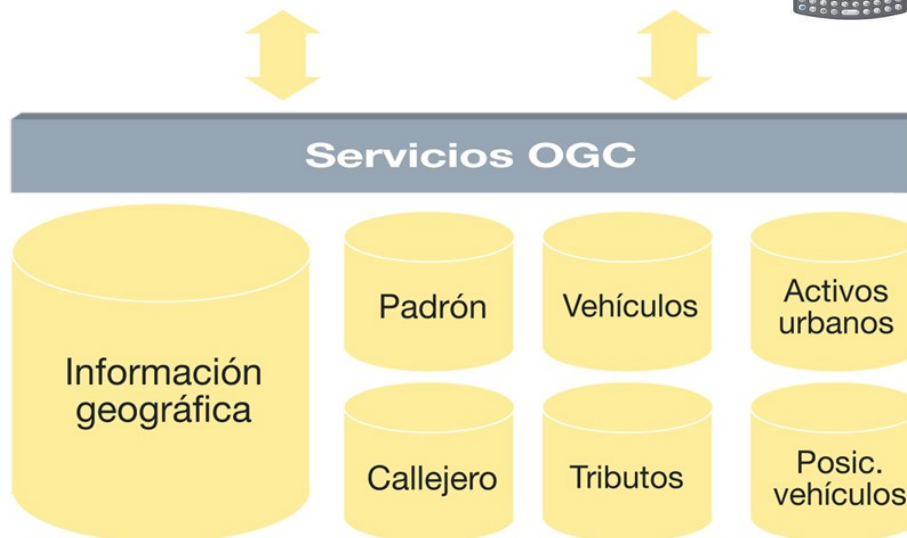 Servicios OGC
Información
geográfica
Padrón
Vehículos
Activos
urbanos
Callejero
Tributos
Posic.
vehículos